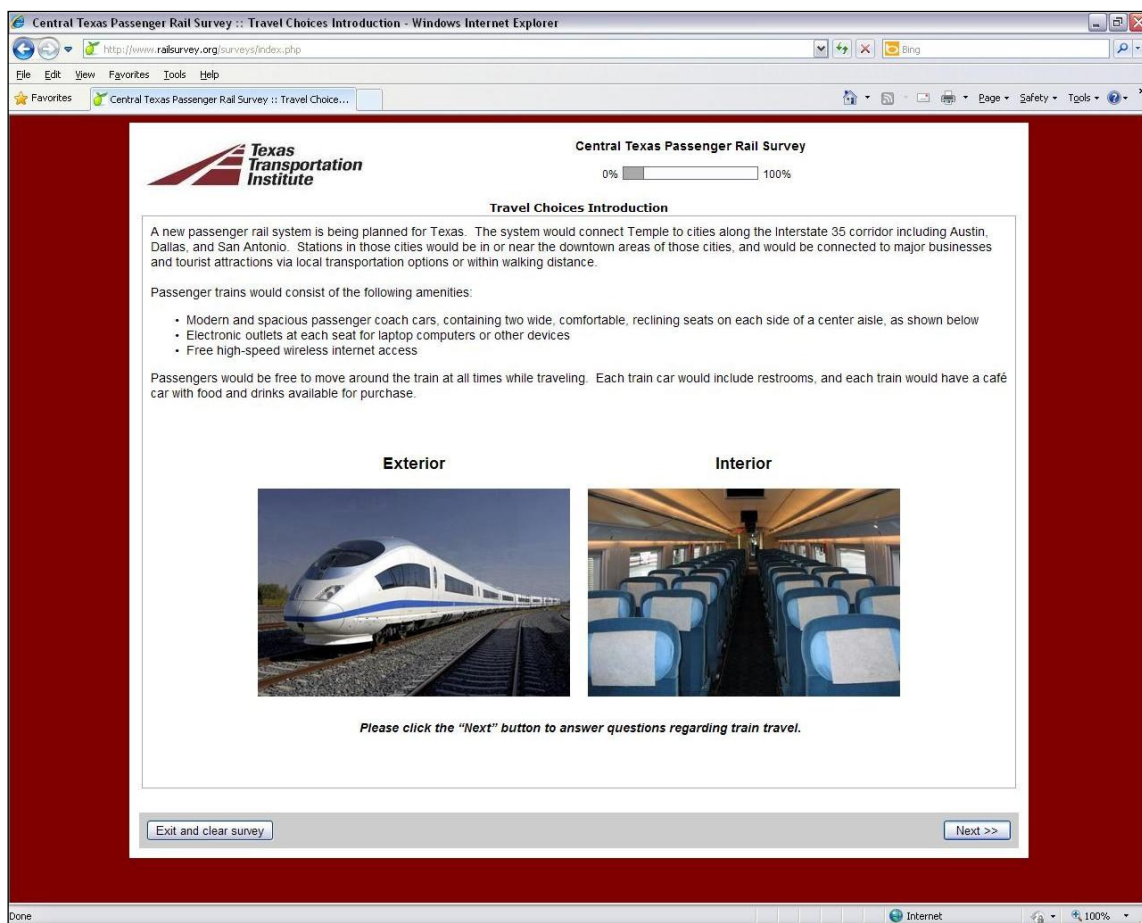 Central Texas Passenger Rail Survey :: Travel Choices Introduction - Windows Internet Explorer
http://www.railsurvey.org/surveys/index.php
Bing
File Edit View Favorites Tools Help
Favorites
Central Texas Passenger Rail Survey :: Travel Choice...
Page Safety Tools
Texas
Transportation
Institute
Central Texas Passenger Rail Survey
0% 100%
Travel Choices Introduction
A new passenger rail system is being planned for Texas. The system would connect Temple to cities along the Interstate 35 corridor including Austin,
Dallas, and San Antonio. Stations in those cities would be in or near the downtown areas of those cities, and would be connected to major businesses
and tourist attractions via local transportation options or within walking distance.
Passenger trains would consist of the following amenities:
• Modern and spacious passenger coach cars, containing two wide, comfortable, reclining seats on each side of a center aisle, as shown below
• Electronic outlets at each seat for laptop computers or other devices
• Free high-speed wireless internet access
Passengers would be free to move around the train at all times while traveling. Each train car would include restrooms, and each train would have a café
car with food and drinks available for purchase.
Exterior Interior
Please click the “Next” button to answer questions regarding train travel.
Exit and clear survey Next >>
Done Internet 100%